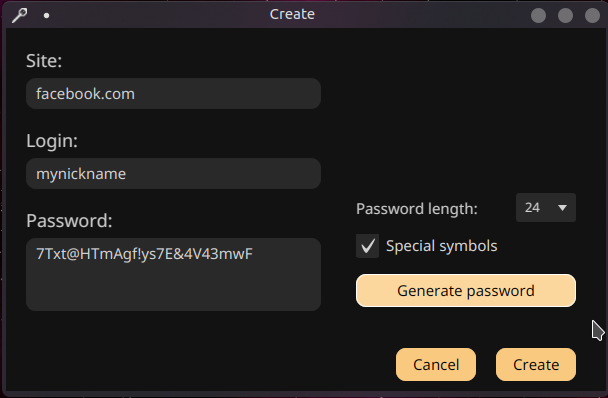 Create
Site:
facebook.com
Login:
mynickname
Password:
7Txt@HTmAgf!ys7E&4V43mwF
Password length:
24
Special symbols
Generate password
Cancel
Create